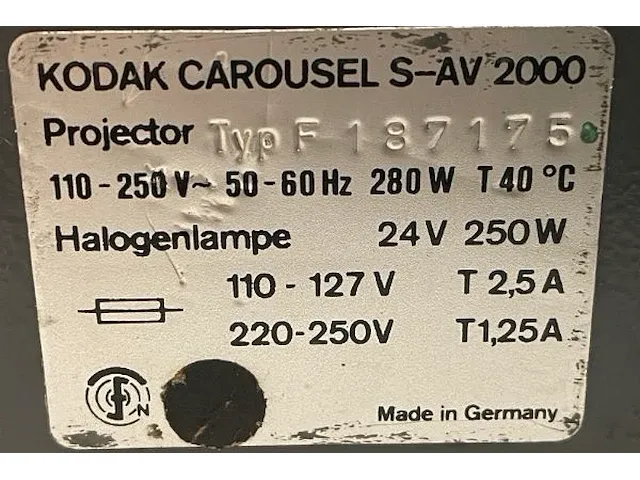 KODAK CAROUSEL S-AV 2000
Projector Typ F 187175
110-250 V~ 50-60 Hz 280 W T 40 °C
Halogenlampe 24 V 250 W
110-127 V T 2,5 A
220-250V T1,25A
N
Made in Germany